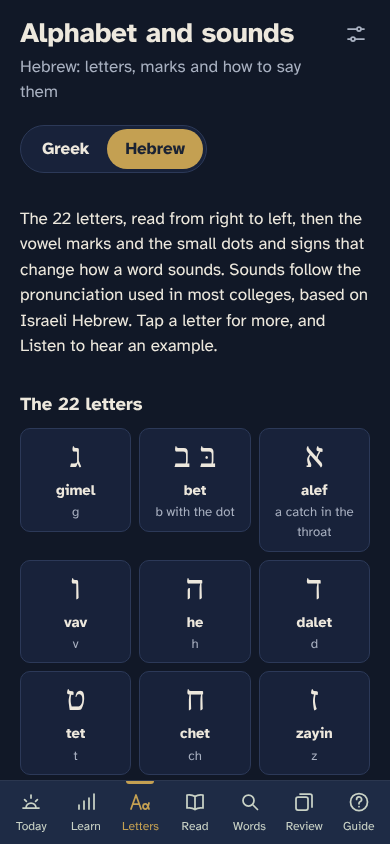 Alphabet and sounds
Hebrew: letters, marks and how to say
them
Greek
Hebrew
The 22 letters, read from right to left, then the
vowel marks and the small dots and signs that
change how a word sounds. Sounds follow the
pronunciation used in most colleges, based on
Israeli Hebrew. Tap a letter for more, and
Listen to hear an example.
The 22 letters
א
alef
a catch in the
throat
בּ ב
bet
b with the dot
ג
gimel
g
ד
dalet
d
ה
he
h
ו
vav
v
ז
zayin
z
ח
chet
ch
ט
tet
t
Today
Learn
Aα
Letters
Read
Words
Review
Guide